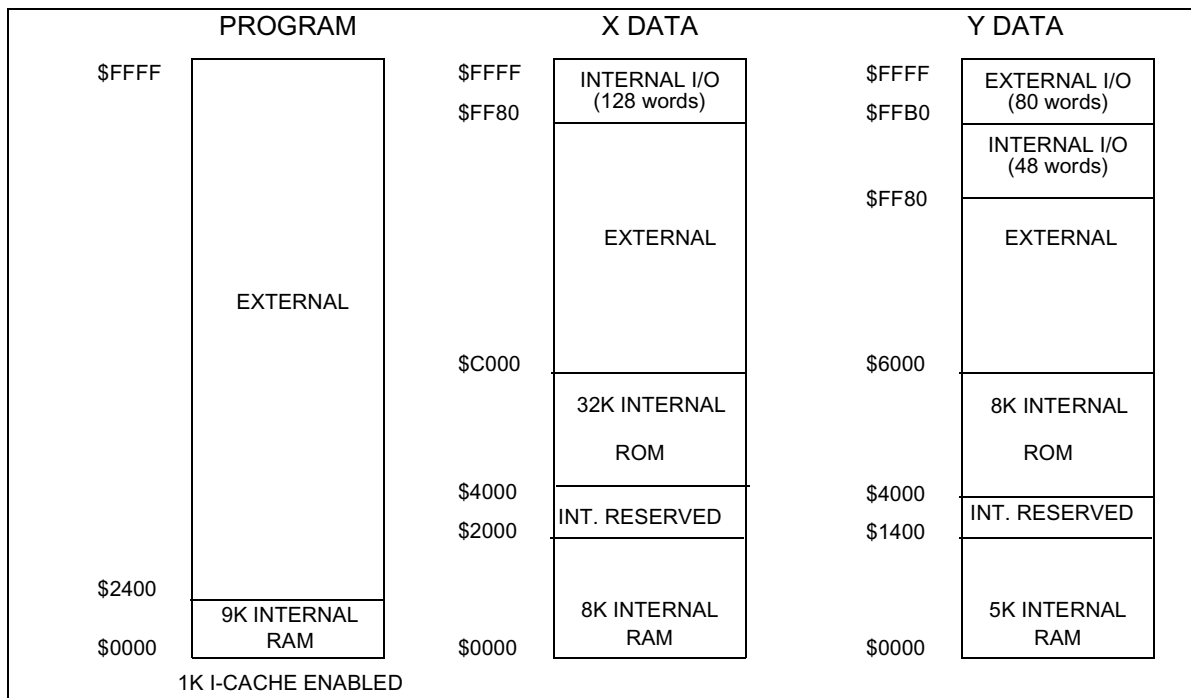 PROGRAM
$FFFF
EXTERNAL
$2400
9K INTERNAL
RAM
$0000
1K I-CACHE ENABLED
X DATA
$FFFF
INTERNAL I/O
(128 words)
$FF80
EXTERNAL
$C000
32K INTERNAL
ROM
$4000
INT. RESERVED
$2000
8K INTERNAL
RAM
$0000
Y DATA
$FFFF
EXTERNAL I/O
(80 words)
$FFB0
INTERNAL I/O
(48 words)
$FF80
EXTERNAL
$6000
8K INTERNAL
ROM
$4000
INT. RESERVED
$1400
5K INTERNAL
RAM
$0000